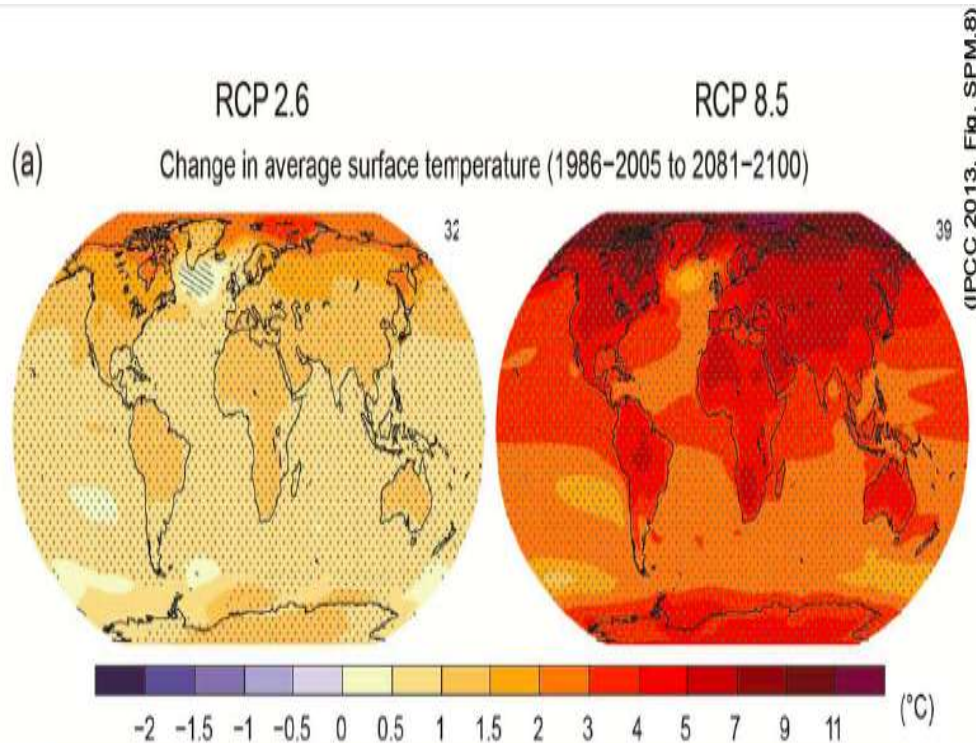 RCP 2.6
RCP 8.5
(IPCC 2013, Fig. SPM.8)
(a)
Change in average surface temperature (1986−2005 to 2081−2100)
32
39
−2 −1.5 −1 −0.5 0 0.5 1 1.5 2 3 4 5 7 9 11
(°C)